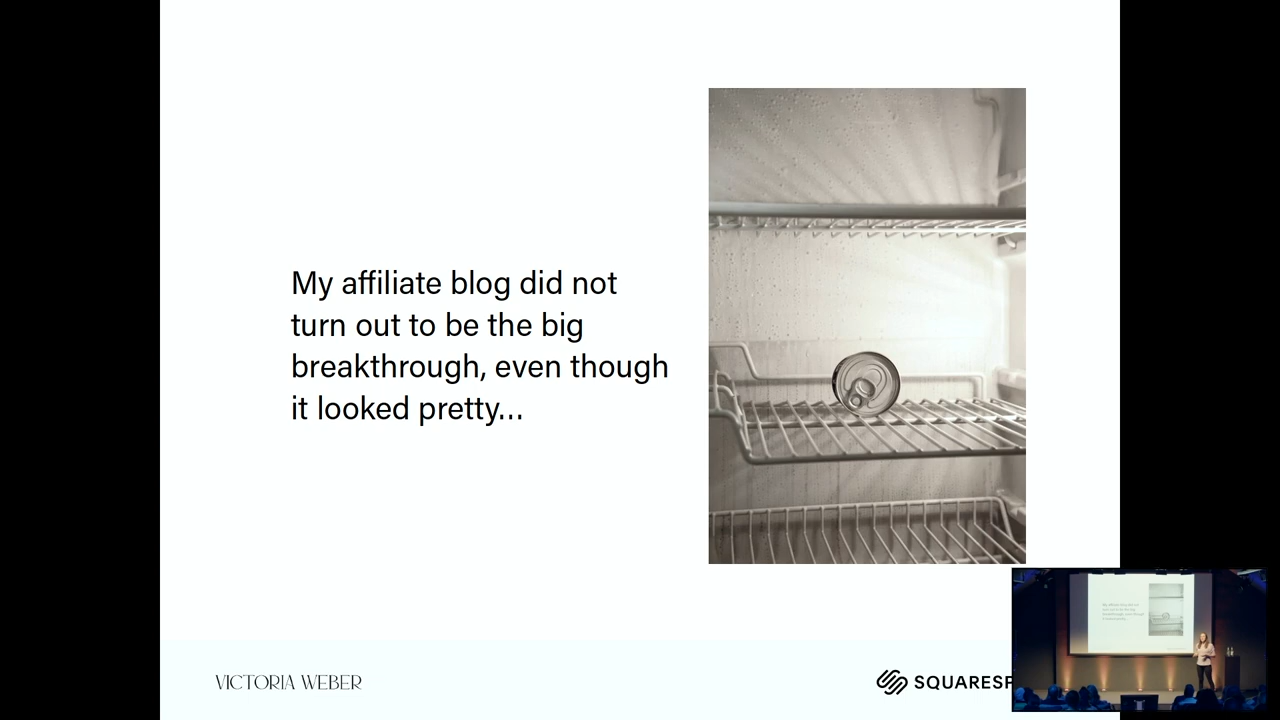 My affiliate blog did not
turn out to be the big
breakthrough, even though
it looked pretty...
VICTORIA WEBER